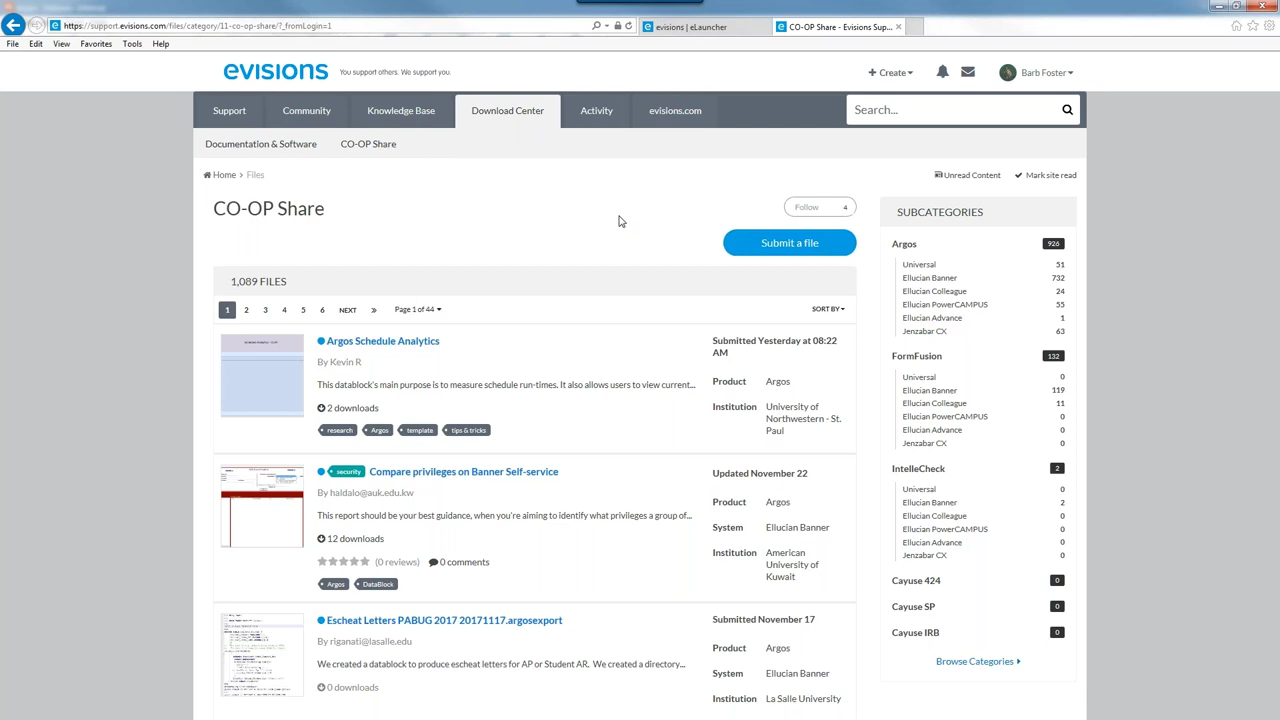 https://support.evisions.com/files/category/11-co-op-share/?_fromLogin=1
evisions | eLauncher
CO-OP Share - Evisions Sup...
File Edit View Favorites Tools Help
evisions You support others. We support you.
Create
Barb Foster
Support Community Knowledge Base Download Center Activity evisions.com
Search...
Documentation & Software CO-OP Share
Home > Files
Unread Content Mark site read
CO-OP Share
Follow 4
Submit a file
1,089 FILES
1 2 3 4 5 6 NEXT » Page 1 of 44
SORT BY
Argos Schedule Analytics
By Kevin R
This datablock's main purpose is to measure schedule run-times. It also allows users to view current...
2 downloads
research Argos template tips & tricks
Submitted Yesterday at 08:22
AM
Product Argos
Institution University of
Northwestern - St.
Paul
security Compare privileges on Banner Self-service
By haldalo@auk.edu.kw
This report should be your best guidance, when you're aiming to identify what privileges a group of...
12 downloads
(0 reviews) 0 comments
Argos DataBlock
Updated November 22
Product Argos
System Ellucian Banner
Institution American
University of
Kuwait
Escheat Letters PABUG 2017 20171117.argosexport
By riganati@lasalle.edu
We created a datablock to produce escheat letters for AP or Student AR. We created a directory...
0 downloads
Submitted November 17
Product Argos
System Ellucian Banner
Institution La Salle University
SUBCATEGORIES
Argos 926
Universal 51
Ellucian Banner 732
Ellucian Colleague 24
Ellucian PowerCAMPUS 55
Ellucian Advance 1
Jenzabar CX 63
FormFusion 132
Universal 0
Ellucian Banner 119
Ellucian Colleague 11
Ellucian PowerCAMPUS 0
Ellucian Advance 0
Jenzabar CX 0
IntelleCheck 2
Universal 0
Ellucian Banner 2
Ellucian Colleague 0
Ellucian PowerCAMPUS 0
Ellucian Advance 0
Jenzabar CX 0
Cayuse 424 0
Cayuse SP 0
Cayuse IRB 0
Browse Categories